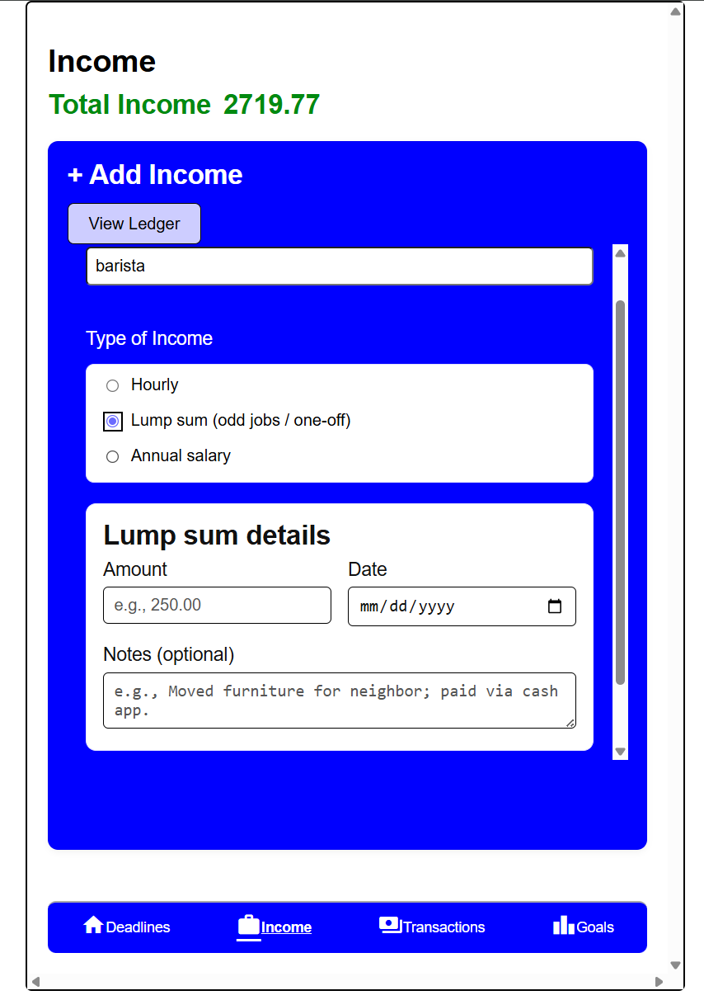 Income
Total Income 2719.77
+ Add Income
View Ledger
barista
Type of Income
Hourly
Lump sum (odd jobs / one-off)
Annual salary
Lump sum details
Amount Date
e.g., 250.00 mm/dd/yyyy
Notes (optional)
e.g., Moved furniture for neighbor; paid via cash
app.
Deadlines Income Transactions Goals